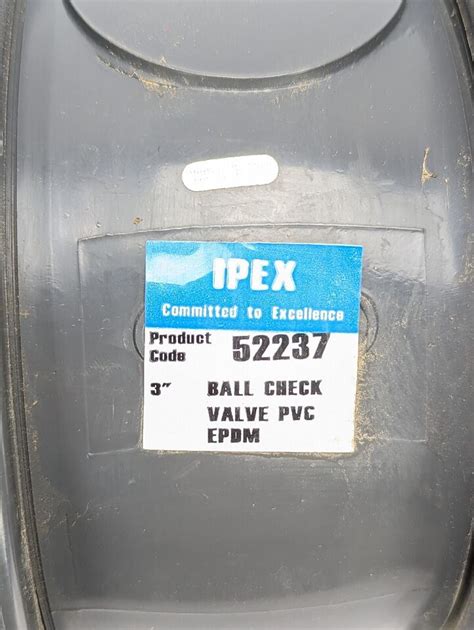 IPEX
Committed to Excellence
Product Code 52237
3" BALL CHECK
VALVE PVC
EPDM